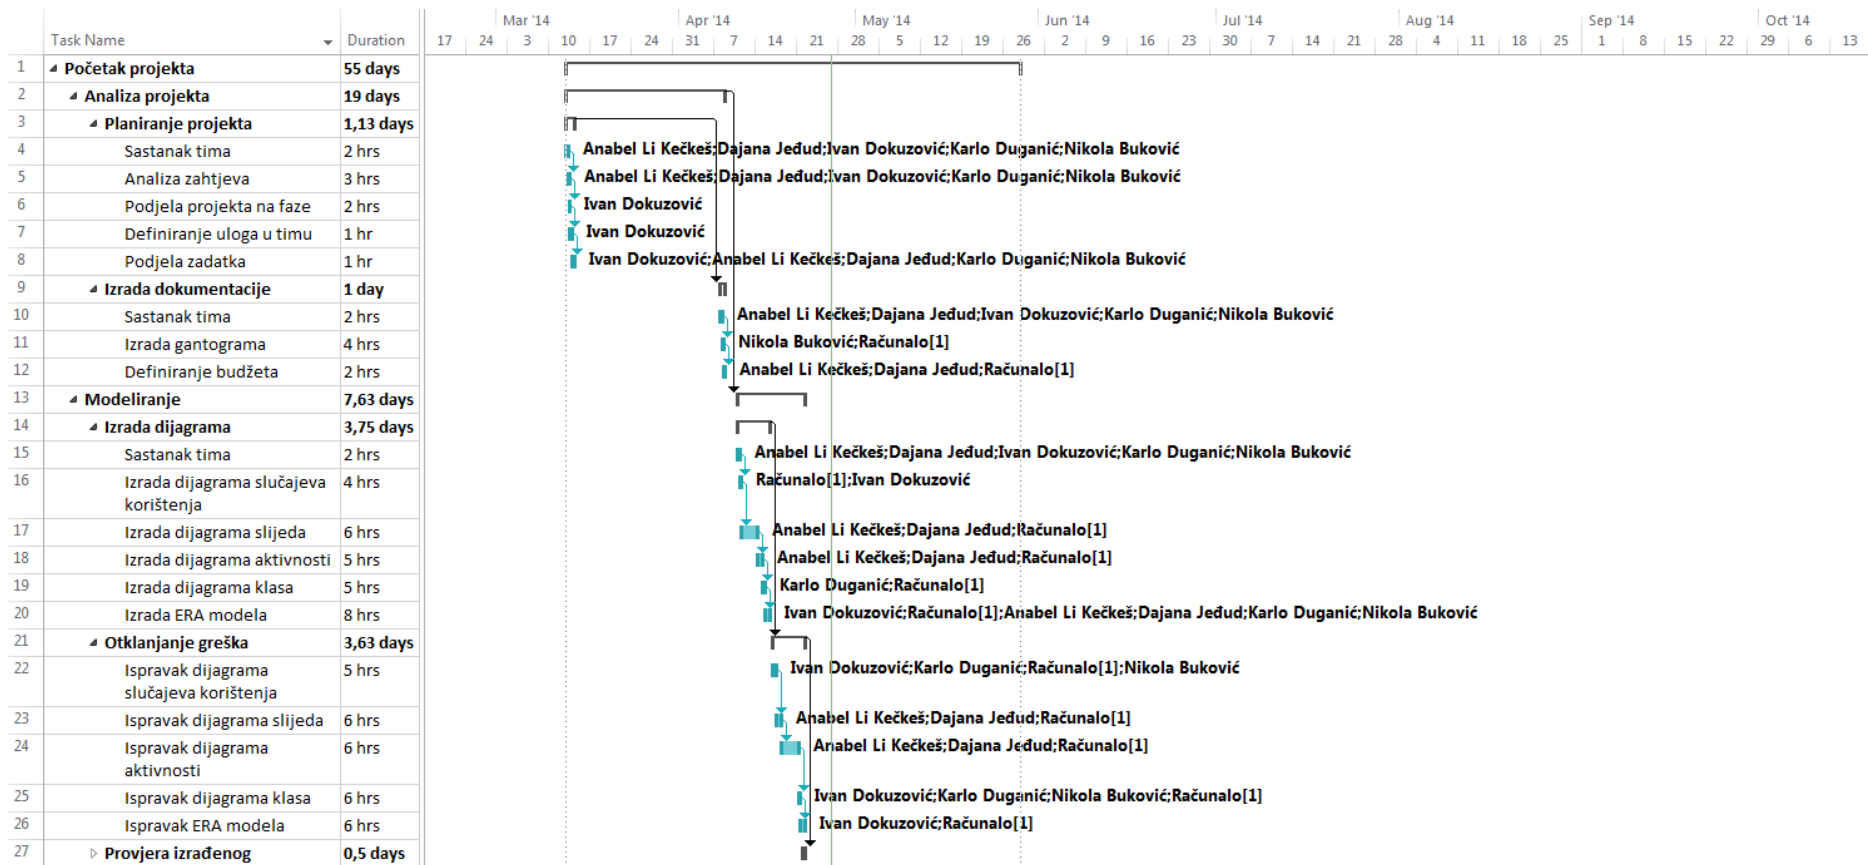 Mar '14 Apr '14 May '14 Jun '14 Jul '14 Aug '14 Sep '14 Oct '14
Task Name Duration 17 24 3 10 17 24 31 7 14 21 28 5 12 19 26 2 9 16 23 30 7 14 21 28 4 11 18 25 1 8 15 22 29 6 13
1 Početak projekta 55 days
2 Analiza projekta 19 days
3 Planiranje projekta 1,13 days
4 Sastanak tima 2 hrs Anabel Li Kečkeš;Dajana Jeđud;Ivan Dokuzović;Karlo Duganić;Nikola Buković
5 Analiza zahtjeva 3 hrs Anabel Li Kečkeš;Dajana Jeđud;Ivan Dokuzović;Karlo Duganić;Nikola Buković
6 Podjela projekta na faze 2 hrs Ivan Dokuzović
7 Definiranje uloga u timu 1 hr Ivan Dokuzović
8 Podjela zadatka 1 hr Ivan Dokuzović;Anabel Li Kečkeš;Dajana Jeđud;Karlo Duganić;Nikola Buković
9 Izrada dokumentacije 1 day
10 Sastanak tima 2 hrs Anabel Li Kečkeš;Dajana Jeđud;Ivan Dokuzović;Karlo Duganić;Nikola Buković
11 Izrada gantograma 4 hrs Nikola Buković;Računalo[1]
12 Definiranje budžeta 2 hrs Anabel Li Kečkeš;Dajana Jeđud;Računalo[1]
13 Modeliranje 7,63 days
14 Izrada dijagrama 3,75 days
15 Sastanak tima 2 hrs Anabel Li Kečkeš;Dajana Jeđud;Ivan Dokuzović;Karlo Duganić;Nikola Buković
16 Izrada dijagrama slučajeva 4 hrs Računalo[1];Ivan Dokuzović
korištenja
17 Izrada dijagrama slijeda 6 hrs Anabel Li Kečkeš;Dajana Jeđud;Računalo[1]
18 Izrada dijagrama aktivnosti 5 hrs Anabel Li Kečkeš;Dajana Jeđud;Računalo[1]
19 Izrada dijagrama klasa 5 hrs Karlo Duganić;Računalo[1]
20 Izrada ERA modela 8 hrs Ivan Dokuzović;Računalo[1];Anabel Li Kečkeš;Dajana Jeđud;Karlo Duganić;Nikola Buković
21 Otklanjanje greška 3,63 days
22 Ispravak dijagrama 5 hrs Ivan Dokuzović;Karlo Duganić;Računalo[1];Nikola Buković
slučajeva korištenja
23 Ispravak dijagrama slijeda 6 hrs Anabel Li Kečkeš;Dajana Jeđud;Računalo[1]
24 Ispravak dijagrama 6 hrs Anabel Li Kečkeš;Dajana Jeđud;Računalo[1]
aktivnosti
25 Ispravak dijagrama klasa 6 hrs Ivan Dokuzović;Karlo Duganić;Nikola Buković;Računalo[1]
26 Ispravak ERA modela 6 hrs Ivan Dokuzović;Računalo[1]
27 Provjera izrađenog 0,5 days